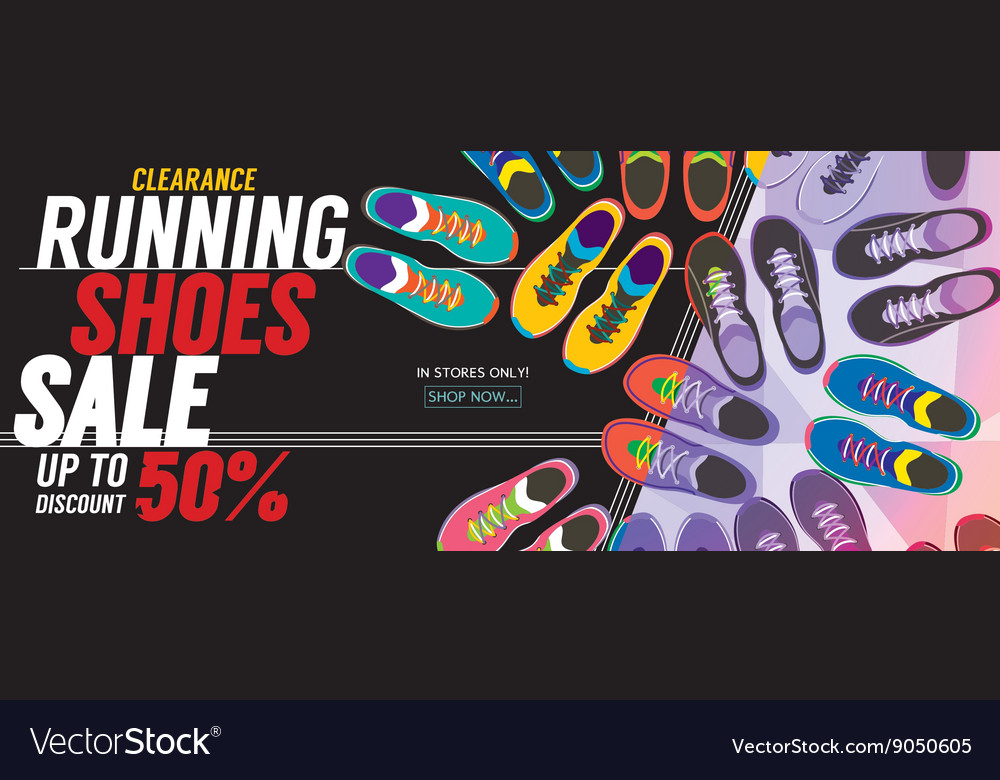 CLEARANCE
RUNNING
SHOES
SALE
UP TO
DISCOUNT
50%
IN STORES ONLY!
SHOP NOW...
VectorStock®
VectorStock.com/9050605